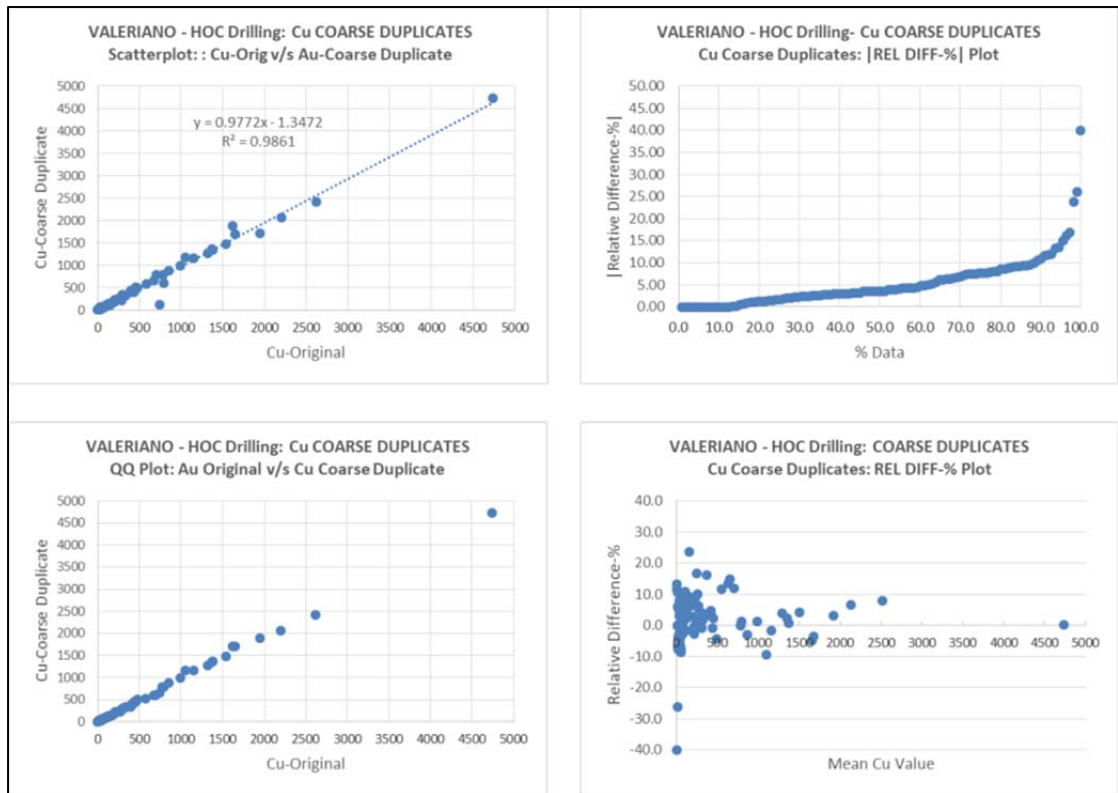 VALERIANO - HOC Drilling: Cu COARSE DUPLICATES
Scatterplot: : Cu-Orig v/s Au-Coarse Duplicate
5000
4500
4000
3500
3000
2500
2000
1500
1000
500
0
Cu-Coarse Duplicate
y = 0.9772x - 1.3472
R² = 0.9861
0 500 1000 1500 2000 2500 3000 3500 4000 4500 5000
Cu-Original
VALERIANO - HOC Drilling- Cu COARSE DUPLICATES
Cu Coarse Duplicates: |REL DIFF-%| Plot
50.00
45.00
40.00
35.00
30.00
25.00
20.00
15.00
10.00
5.00
0.00
|Relative Difference-%|
0.0 10.0 20.0 30.0 40.0 50.0 60.0 70.0 80.0 90.0 100.0
% Data
VALERIANO - HOC Drilling: Cu COARSE DUPLICATES
QQ Plot: Au Original v/s Cu Coarse Duplicate
5000
4500
4000
3500
3000
2500
2000
1500
1000
500
0
Cu-Coarse Duplicate
0 500 1000 1500 2000 2500 3000 3500 4000 4500 5000
Cu-Original
VALERIANO - HOC Drilling: COARSE DUPLICATES
Cu Coarse Duplicates: REL DIFF-% Plot
40.0
30.0
20.0
10.0
0.0
-10.0
-20.0
-30.0
-40.0
Relative Difference-%
0 500 1000 1500 2000 2500 3000 3500 4000 4500 5000
Mean Cu Value